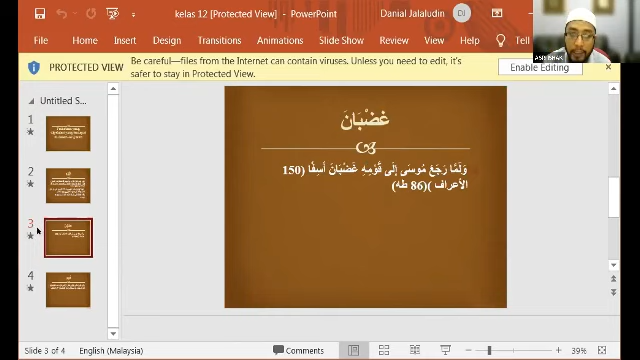 kelas 12 [Protected View] - PowerPoint
Danial Jalaludin
DJ
File
Home
Insert
Design
Transitions
Animations
Slide Show
Review
View
Help
Tell
PROTECTED VIEW
Be careful—files from the Internet can contain viruses. Unless you need to edit, it's
safer to stay in Protected View.
Enable Editing
Untitled S...
1
2
3
4
غَضْبَانَ
وَلَمَّا رَجَعَ مُوسَى إِلَى قَوْمِهِ غَضْبَانَ أَسِفًا (150
الأعراف )(86 طه)
Slide 3 of 4
English (Malaysia)
Comments
39%